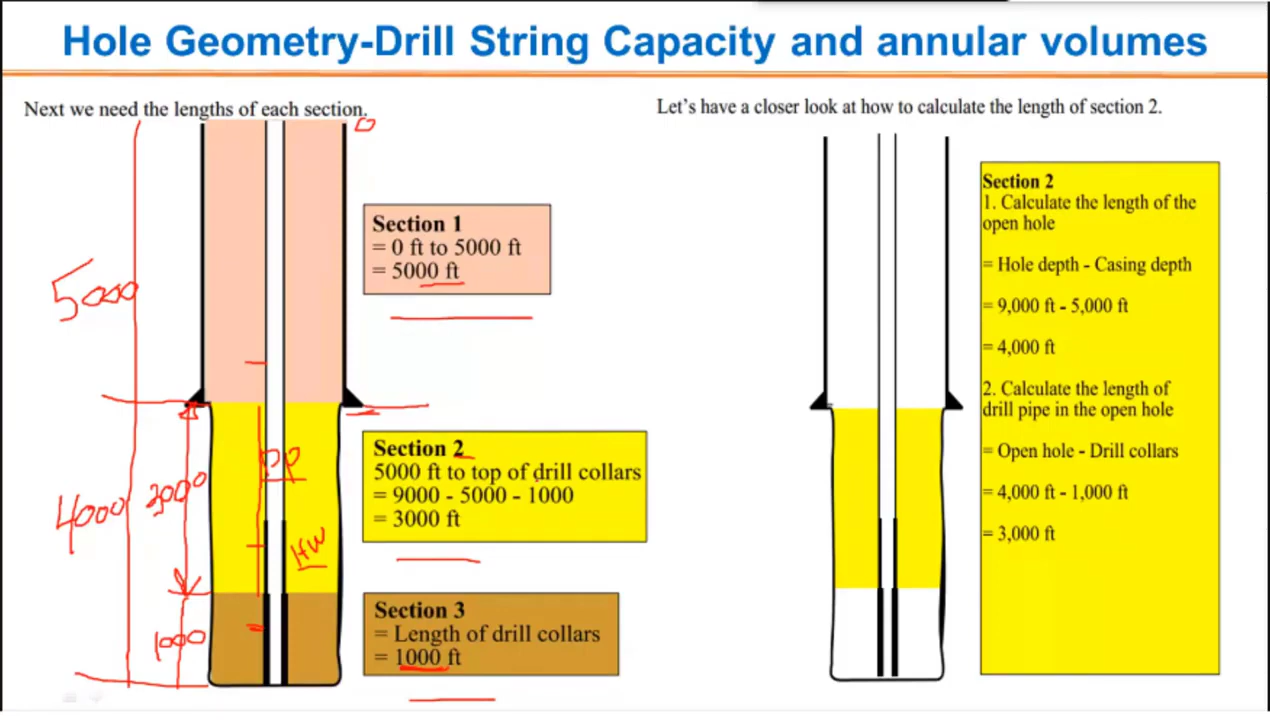 Hole Geometry-Drill String Capacity and annular volumes
Next we need the lengths of each section.
0
5000
Section 1
= 0 ft to 5000 ft
= 5000 ft
4000
3000
DP
HW
1000
Section 2
5000 ft to top of drill collars
= 9000 - 5000 - 1000
= 3000 ft
Section 3
= Length of drill collars
= 1000 ft
Let's have a closer look at how to calculate the length of section 2.
Section 2
1. Calculate the length of the
open hole
= Hole depth - Casing depth
= 9,000 ft - 5,000 ft
= 4,000 ft
2. Calculate the length of
drill pipe in the open hole
= Open hole - Drill collars
= 4,000 ft - 1,000 ft
= 3,000 ft